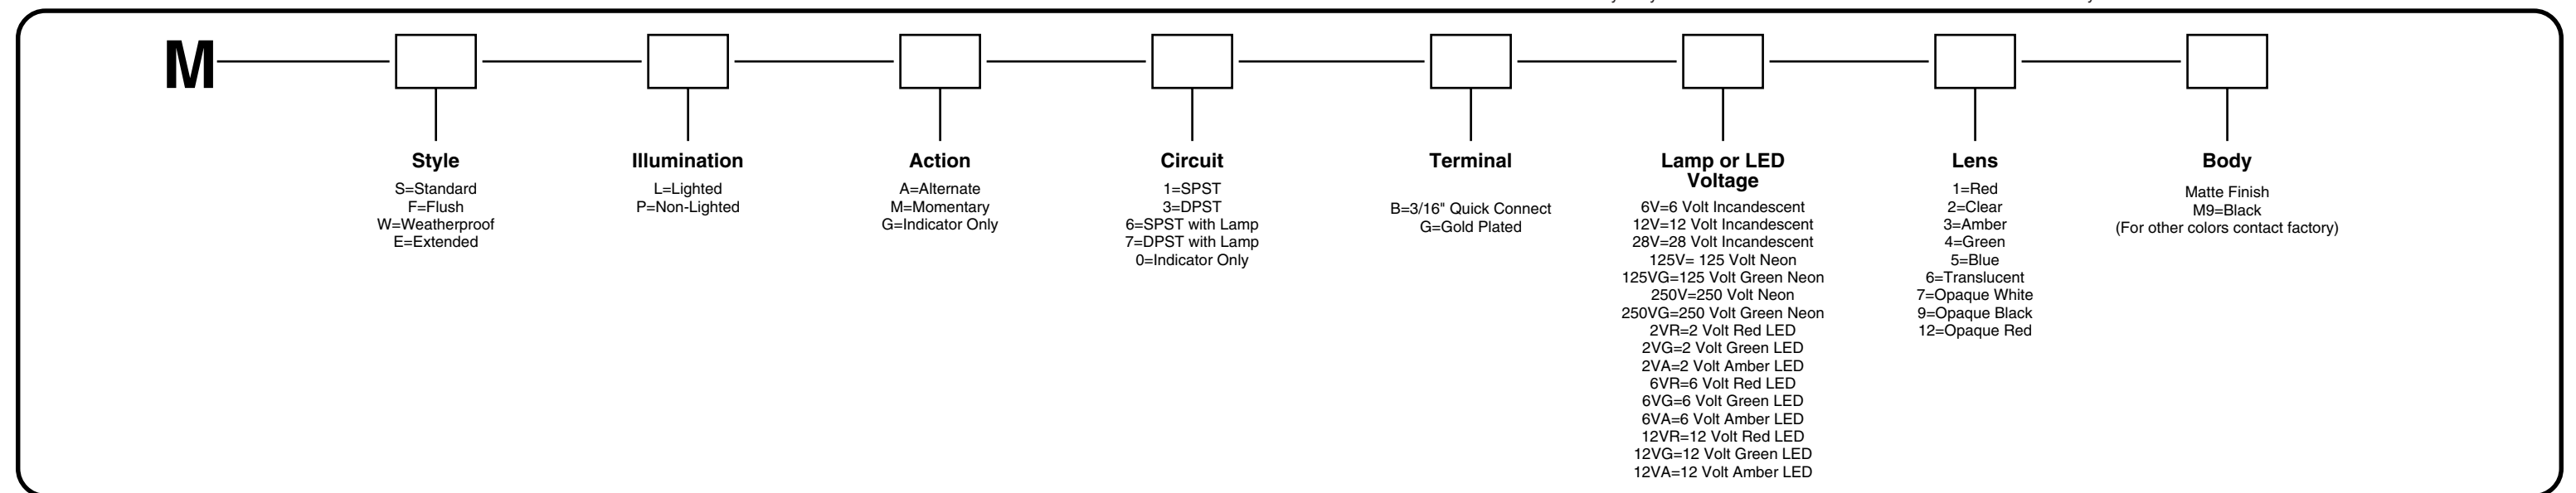 M
Style
S=Standard
F=Flush
W=Weatherproof
E=Extended
Illumination
L=Lighted
P=Non-Lighted
Action
A=Alternate
M=Momentary
G=Indicator Only
Circuit
1=SPST
3=DPST
6=SPST with Lamp
7=DPST with Lamp
0=Indicator Only
Terminal
B=3/16" Quick Connect
G=Gold Plated
Lamp or LED
Voltage
6V=6 Volt Incandescent
12V=12 Volt Incandescent
28V=28 Volt Incandescent
125V= 125 Volt Neon
125VG=125 Volt Green Neon
250V=250 Volt Neon
250VG=250 Volt Green Neon
2VR=2 Volt Red LED
2VG=2 Volt Green LED
2VA=2 Volt Amber LED
6VR=6 Volt Red LED
6VG=6 Volt Green LED
6VA=6 Volt Amber LED
12VR=12 Volt Red LED
12VG=12 Volt Green LED
12VA=12 Volt Amber LED
Lens
1=Red
2=Clear
3=Amber
4=Green
5=Blue
6=Translucent
7=Opaque White
9=Opaque Black
12=Opaque Red
Body
Matte Finish
M9=Black
(For other colors contact factory)